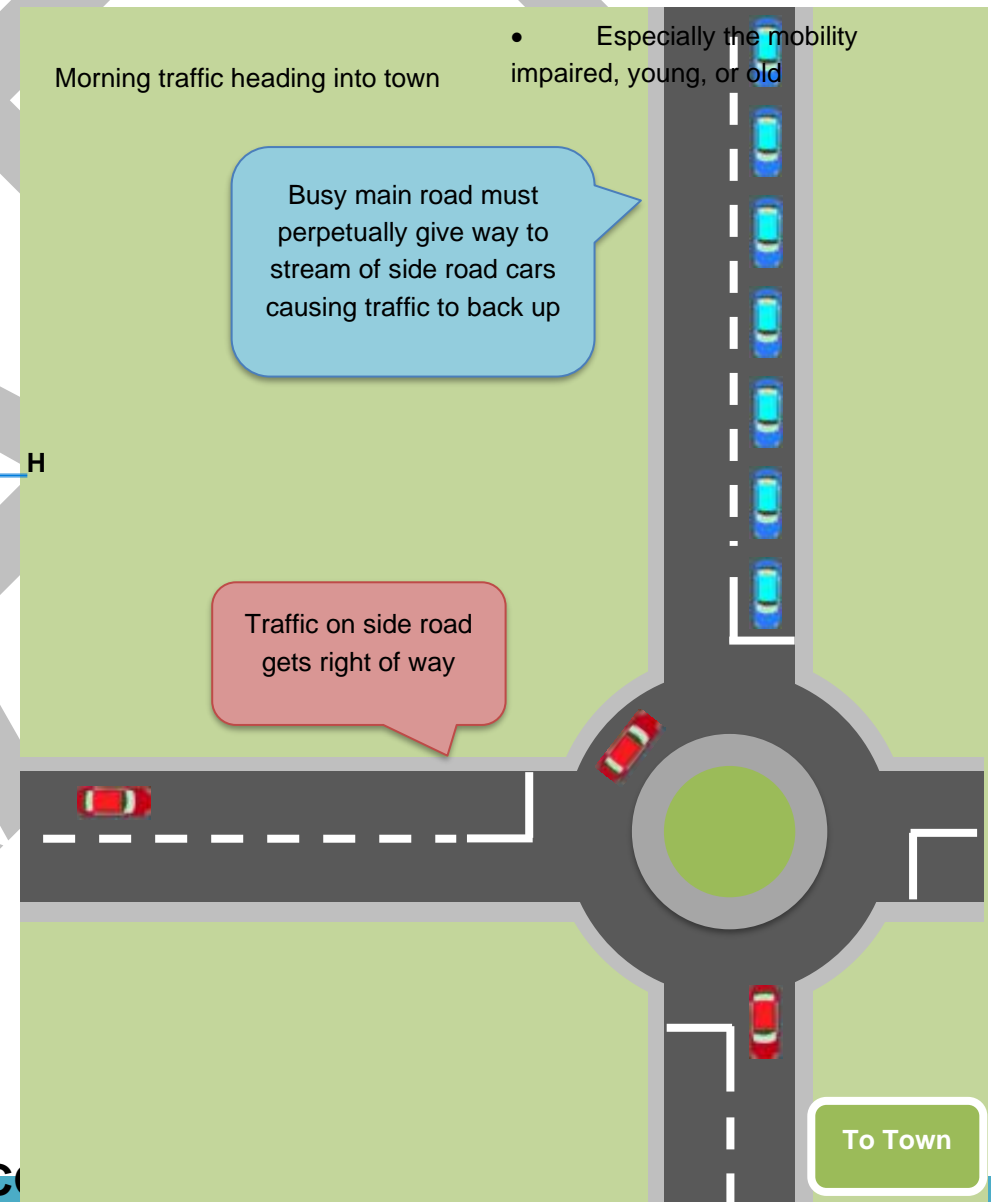 • Especially the mobility
impaired, young, or old
Morning traffic heading into town
Busy main road must
perpetually give way to
stream of side road cars
causing traffic to back up
H
Traffic on side road
gets right of way
To Town